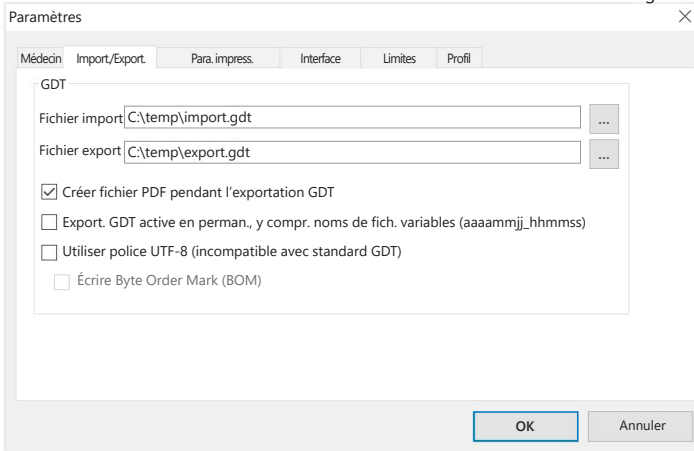 Paramètres
Médecin Import./Export. Para. impress. Interface Limites Profil
GDT
Fichier import C:\temp\import.gdt ...
Fichier export C:\temp\export.gdt ...
Créer fichier PDF pendant l'exportation GDT
Export. GDT active en perman., y compr. noms de fich. variables (aaaammjj_hhmmss)
Utiliser police UTF-8 (incompatible avec standard GDT)
Écrire Byte Order Mark (BOM)
OK Annuler